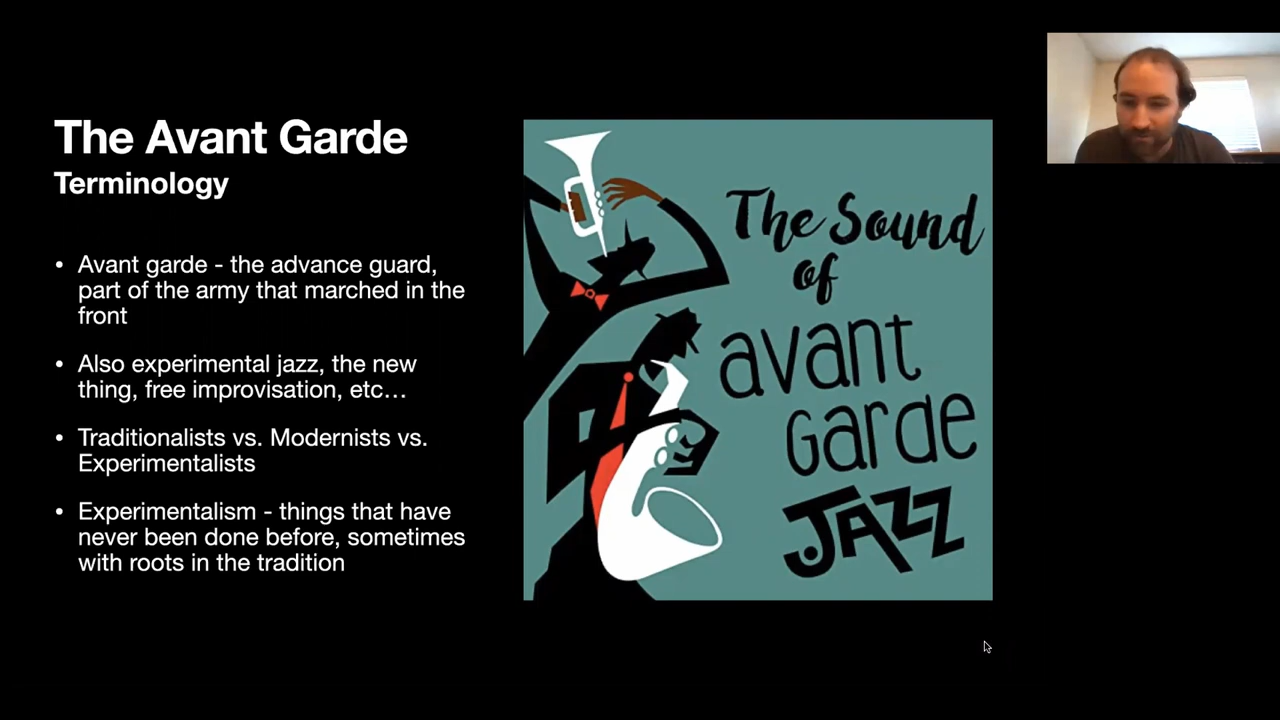 The Avant Garde
Terminology
• Avant garde - the advance guard,
part of the army that marched in the
front
• Also experimental jazz, the new
thing, free improvisation, etc…
• Traditionalists vs. Modernists vs.
Experimentalists
• Experimentalism - things that have
never been done before, sometimes
with roots in the tradition
The Sound
of
avant
Garde
JAZZ